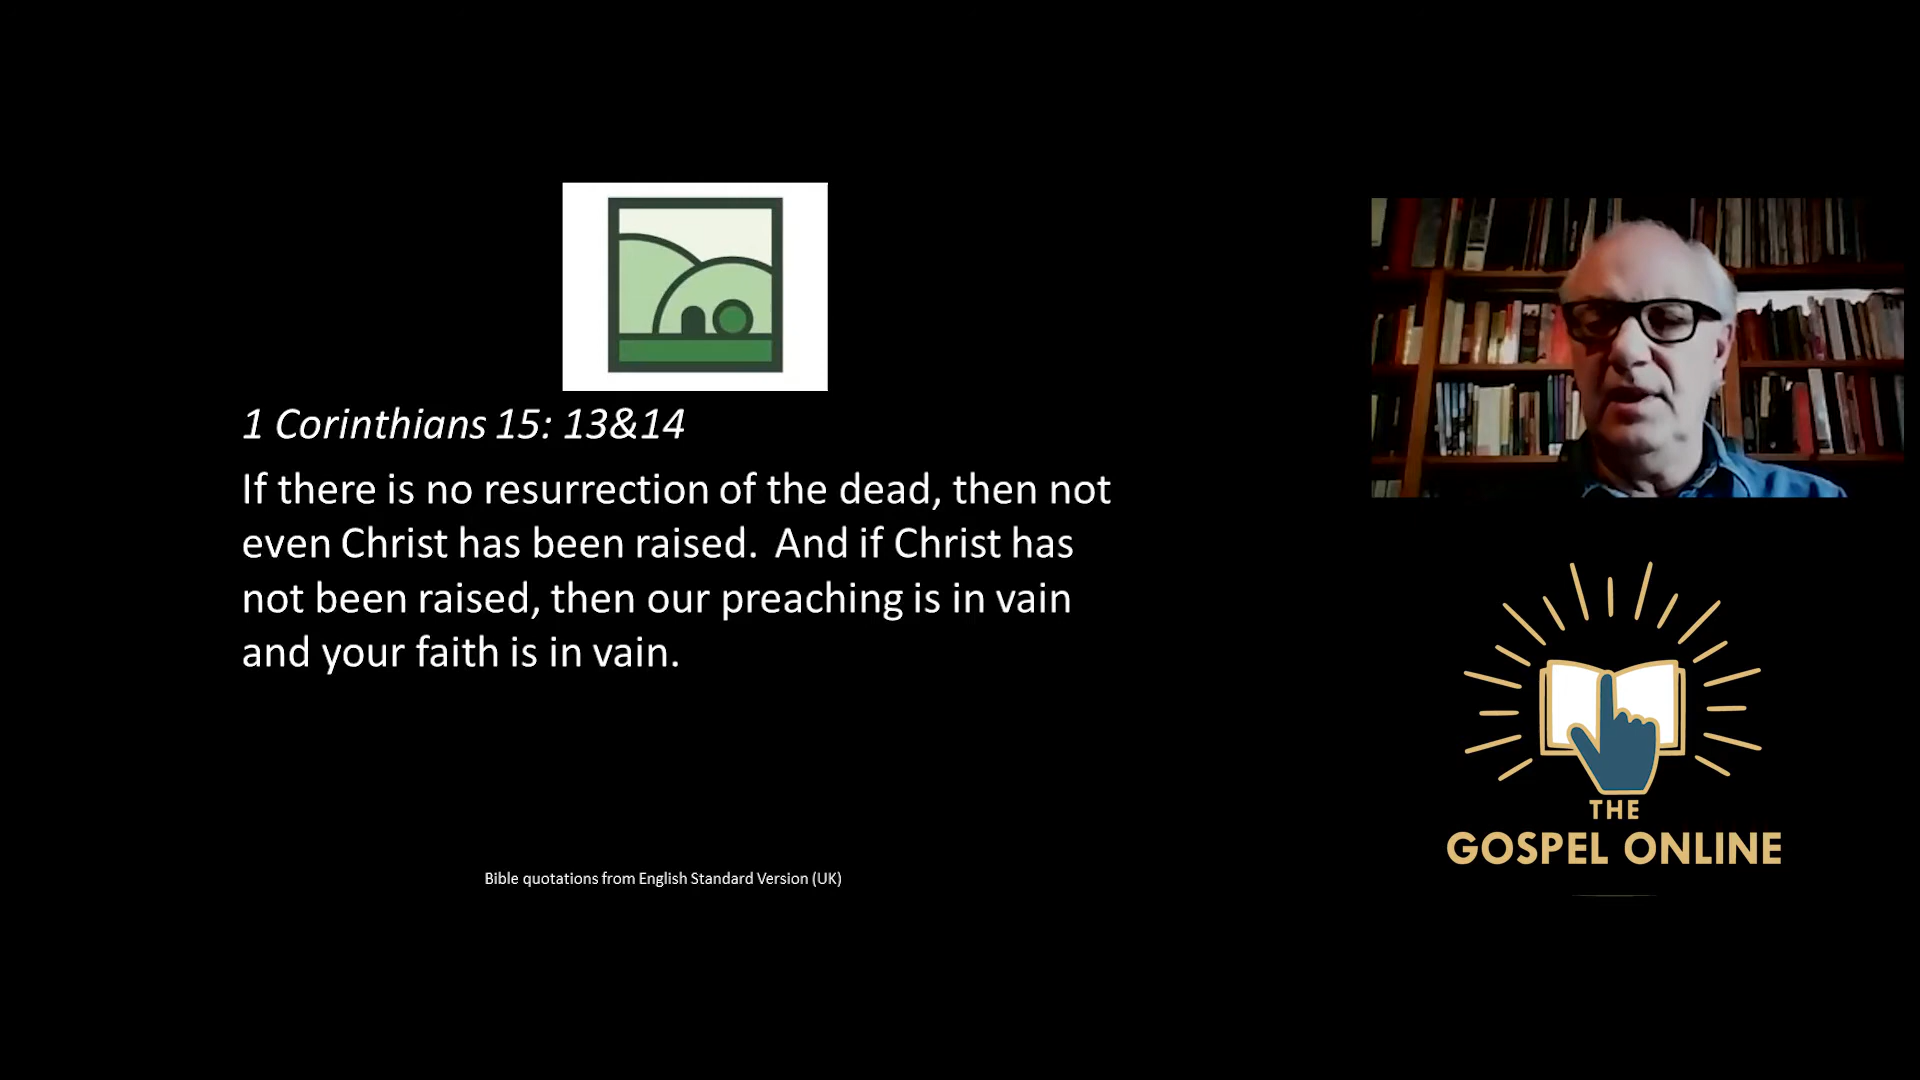 1 Corinthians 15: 13&14
If there is no resurrection of the dead, then not
even Christ has been raised.  And if Christ has
not been raised, then our preaching is in vain
and your faith is in vain.
Bible quotations from English Standard Version (UK)
THE
GOSPEL ONLINE